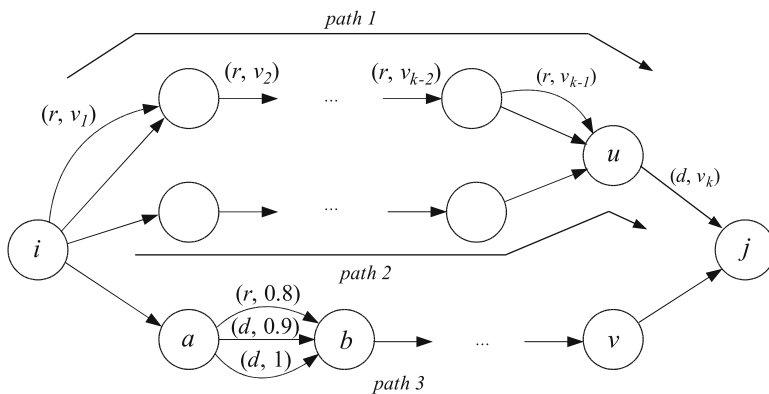 path 1
(r, v₂)
(r, vₖ₋₂)
(r, vₖ₋₁)
(r, v₁)
...
u
(d, vₖ)
...
i
j
path 2
(r, 0.8)
a
(d, 0.9)
b
...
v
(d, 1)
path 3